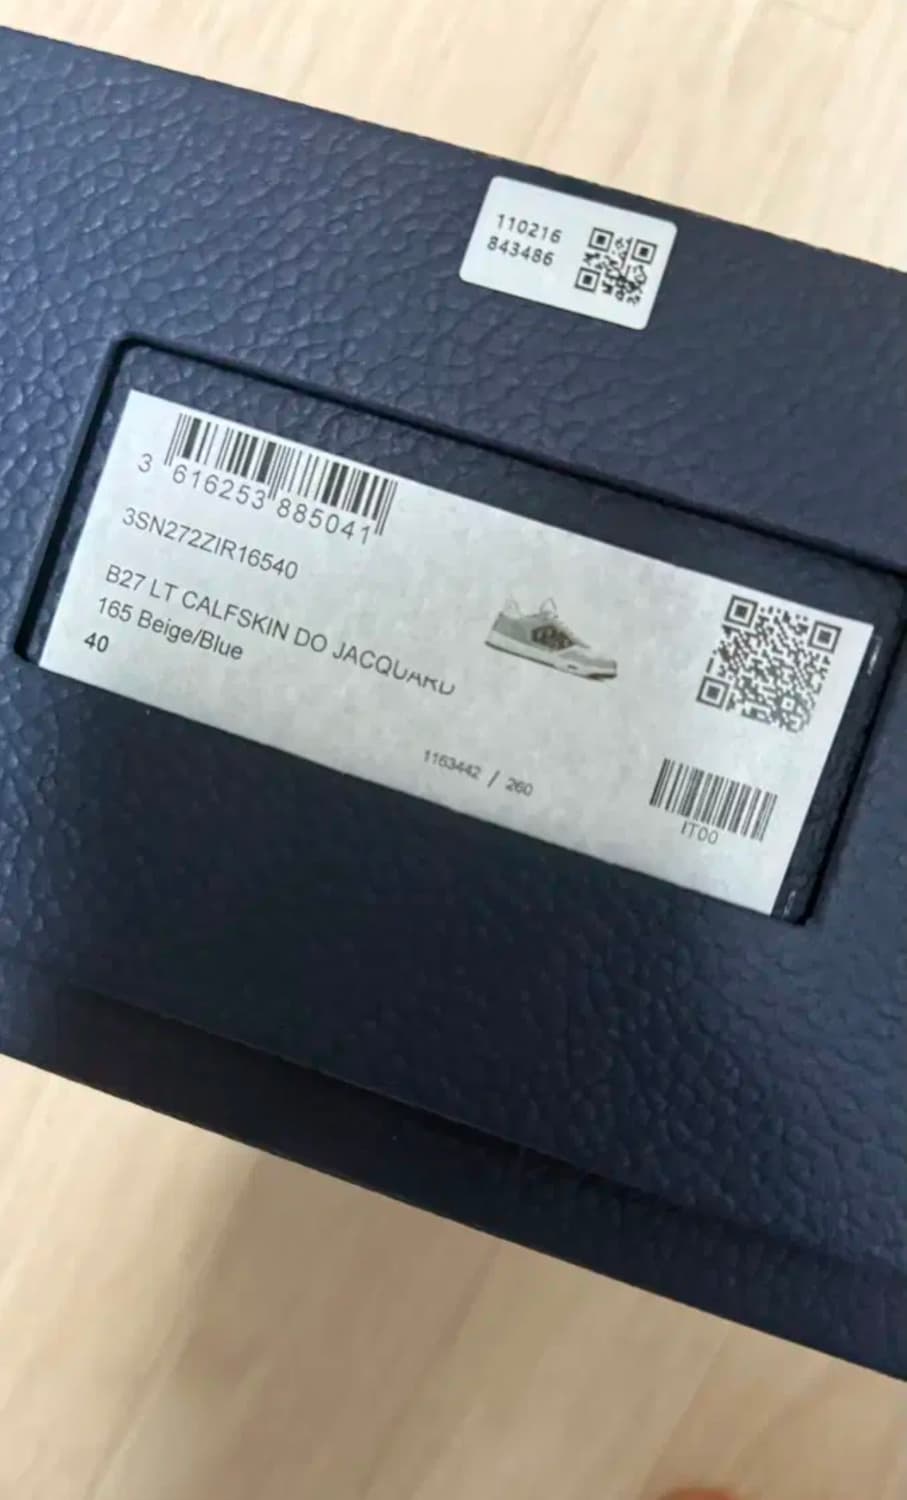 110216
843486
3 616253 885041
3SN272ZIR16540
B27 LT CALFSKIN DO JACQUARD
165 Beige/Blue
40
1163442 / 260
IT00